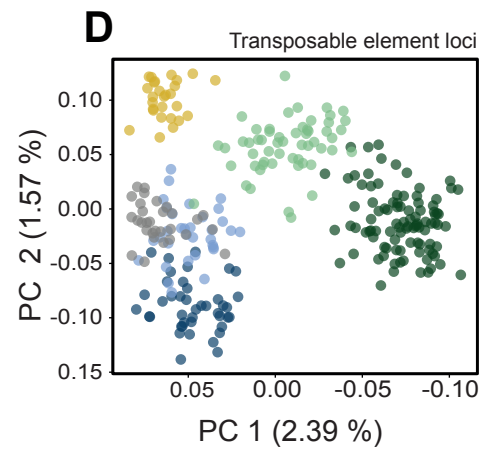 D
Transposable element loci
0.10
0.05
0.00
-0.05
-0.10
0.15
PC 2 (1.57 %)
0.05 0.00 -0.05 -0.10
PC 1 (2.39 %)